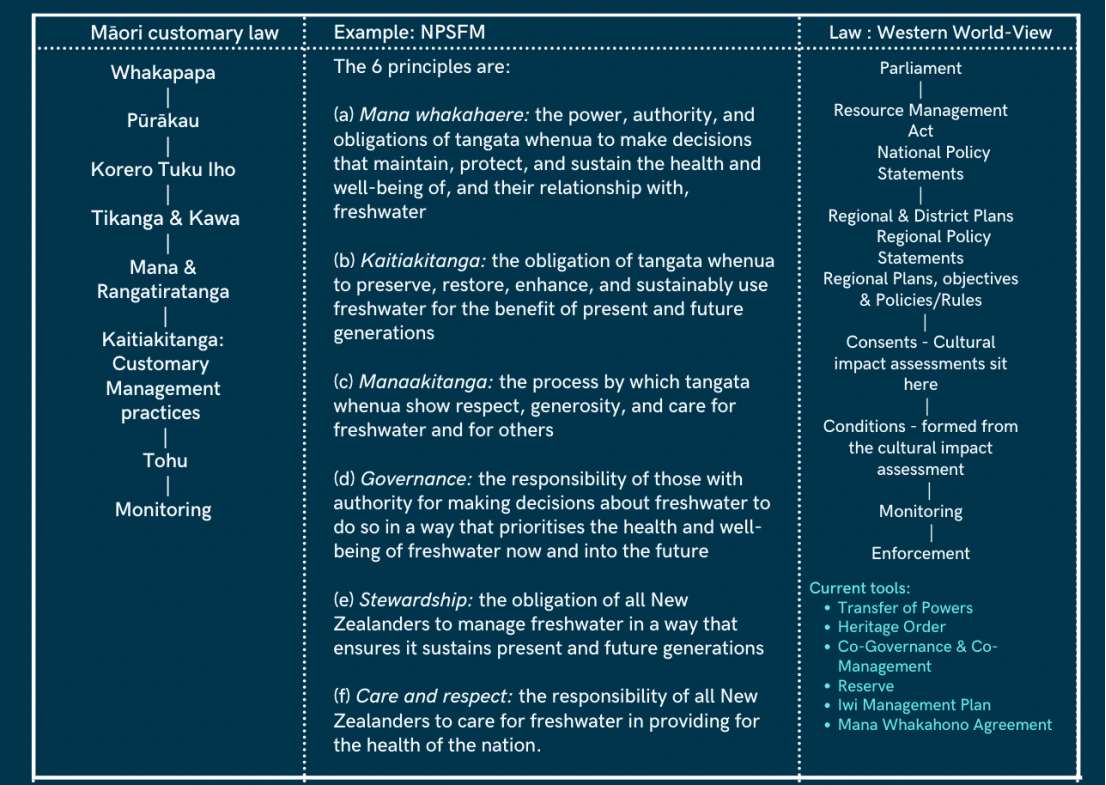 Māori customary law
Whakapapa
Pūrākau
Korero Tuku Iho
Tikanga & Kawa
Mana &
Rangatiratanga
Kaitiakitanga:
Customary
Management
practices
Tohu
Monitoring
Example: NPSFM
The 6 principles are:
(a) Mana whakahaere: the power, authority, and
obligations of tangata whenua to make decisions
that maintain, protect, and sustain the health and
well-being of, and their relationship with,
freshwater
(b) Kaitiakitanga: the obligation of tangata whenua
to preserve, restore, enhance, and sustainably use
freshwater for the benefit of present and future
generations
(c) Manaakitanga: the process by which tangata
whenua show respect, generosity, and care for
freshwater and for others
(d) Governance: the responsibility of those with
authority for making decisions about freshwater to
do so in a way that prioritises the health and well-
being of freshwater now and into the future
(e) Stewardship: the obligation of all New
Zealanders to manage freshwater in a way that
ensures it sustains present and future generations
(f) Care and respect: the responsibility of all New
Zealanders to care for freshwater in providing for
the health of the nation.
Law : Western World-View
Parliament
Resource Management
Act
National Policy
Statements
Regional & District Plans
Regional Policy
Statements
Regional Plans, objectives
& Policies/Rules
Consents - Cultural
impact assessments sit
here
Conditions - formed from
the cultural impact
assessment
Monitoring
Enforcement
Current tools:
• Transfer of Powers
• Heritage Order
• Co-Governance & Co-
Management
• Reserve
• Iwi Management Plan
• Mana Whakahono Agreement